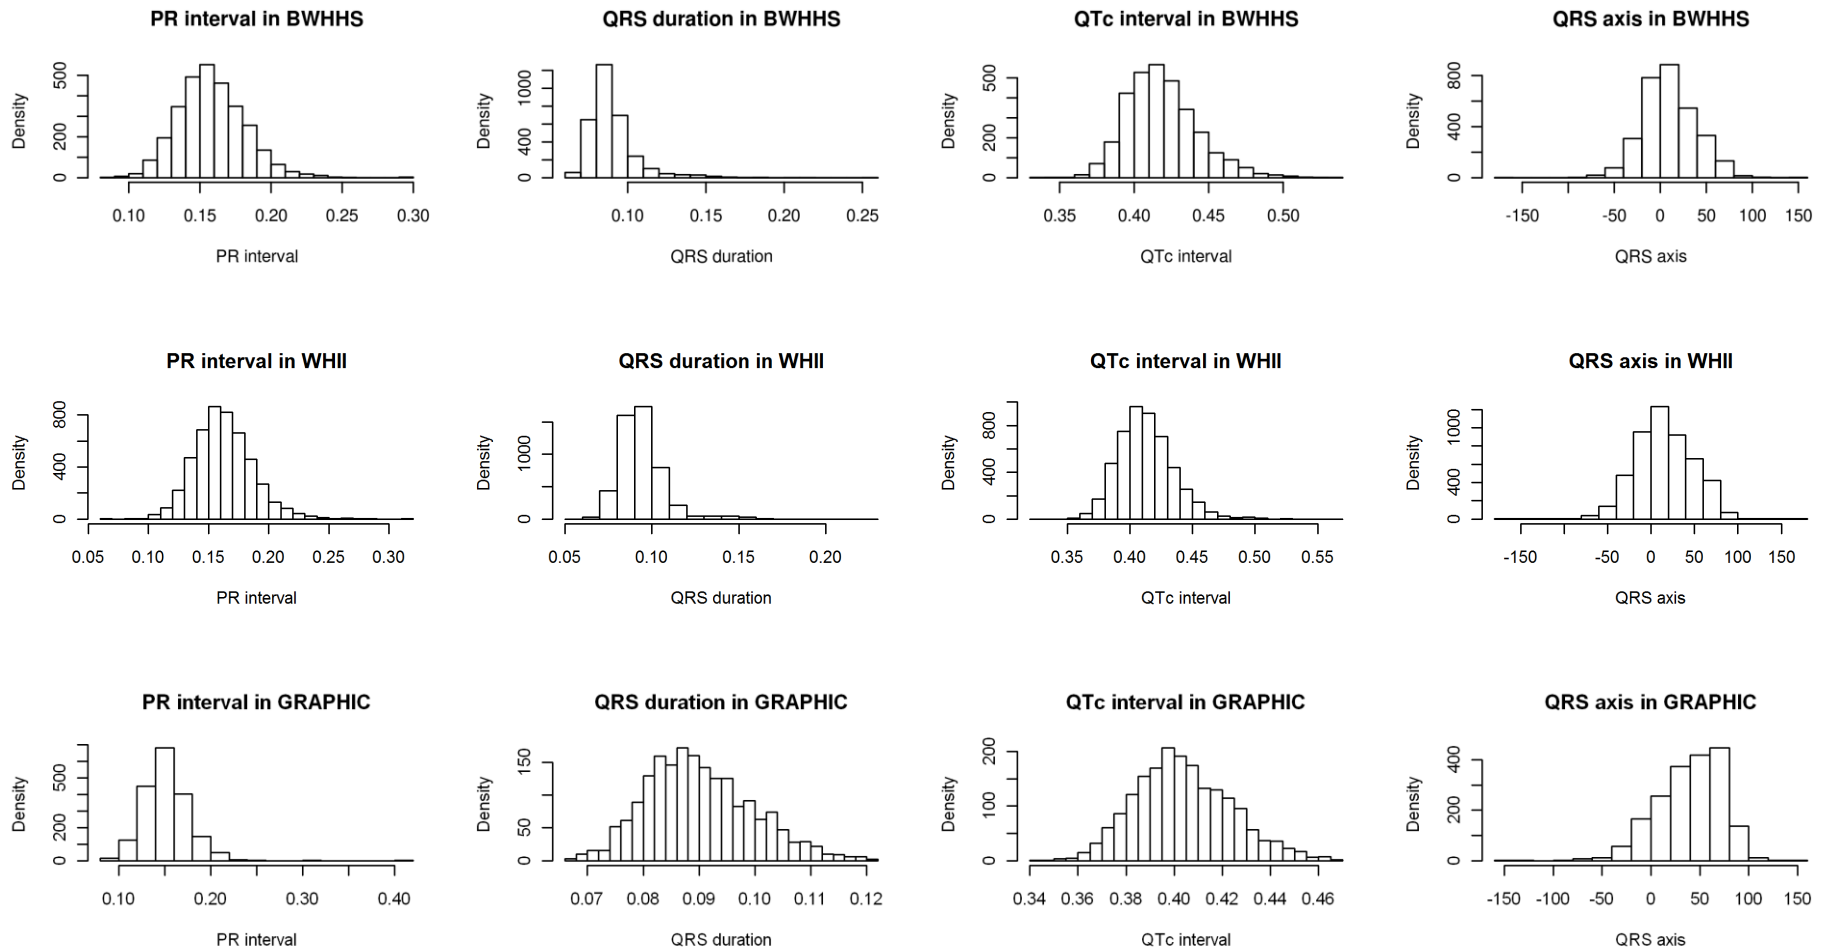 PR interval in BWHHS
QRS duration in BWHHS
QTc interval in BWHHS
QRS axis in BWHHS
Density
0 200 500
0.10 0.15 0.20 0.25 0.30
PR interval
Density
0 400 1000
0.10 0.15 0.20 0.25
QRS duration
Density
0 200 500
0.35 0.40 0.45 0.50
QTc interval
Density
0 400 800
-150 -50 0 50 100 150
QRS axis
PR interval in WHII
QRS duration in WHII
QTc interval in WHII
QRS axis in WHII
Density
0 400 800
0.05 0.10 0.15 0.20 0.25 0.30
PR interval
Density
0 1000
0.05 0.10 0.15 0.20
QRS duration
Density
0 400 800
0.35 0.40 0.45 0.50 0.55
QTc interval
Density
0 400 1000
-150 -50 0 50 100 150
QRS axis
PR interval in GRAPHIC
QRS duration in GRAPHIC
QTc interval in GRAPHIC
QRS axis in GRAPHIC
Density
0 200 500
0.10 0.20 0.30 0.40
PR interval
Density
0 50 150
0.07 0.08 0.09 0.10 0.11 0.12
QRS duration
Density
0 100 200
0.34 0.36 0.38 0.40 0.42 0.44 0.46
QTc interval
Density
0 200 400
-150 -100 -50 0 50 100 150
QRS axis